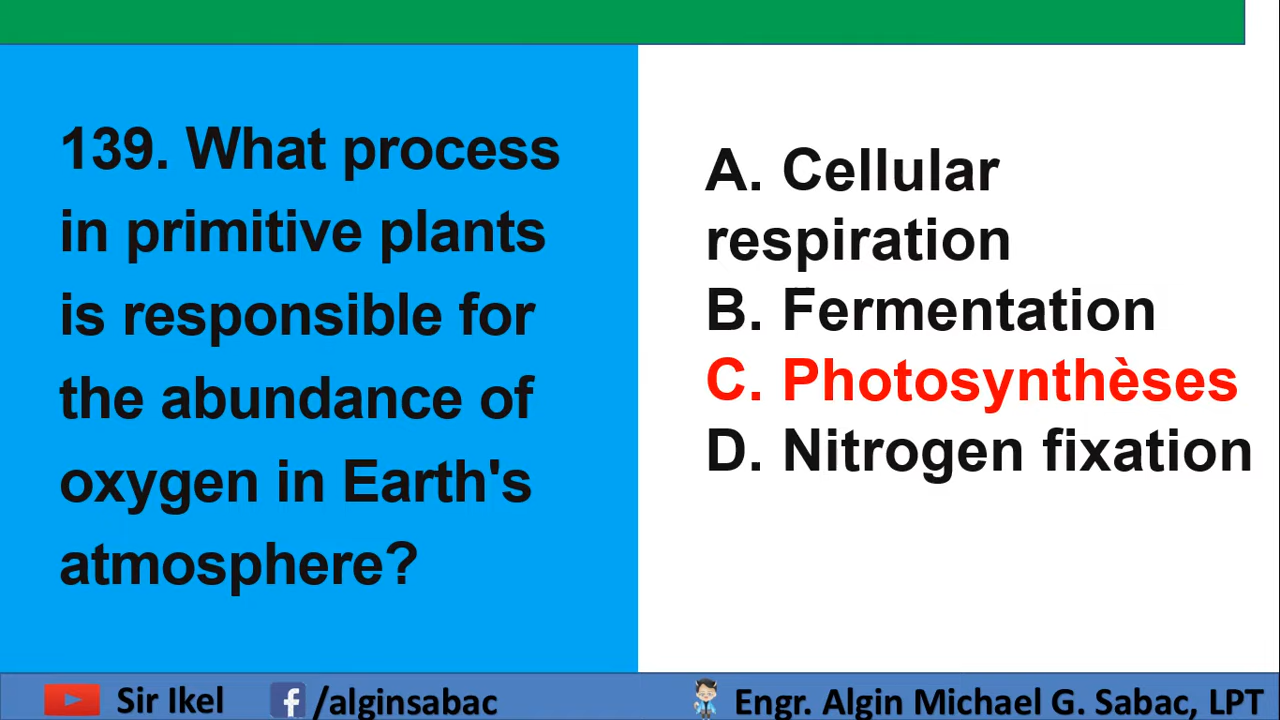 139. What process
in primitive plants
is responsible for
the abundance of
oxygen in Earth's
atmosphere?
A. Cellular
respiration
B. Fermentation
C. Photosynthèses
D. Nitrogen fixation
Sir Ikel
/alginsabac
Engr. Algin Michael G. Sabac, LPT